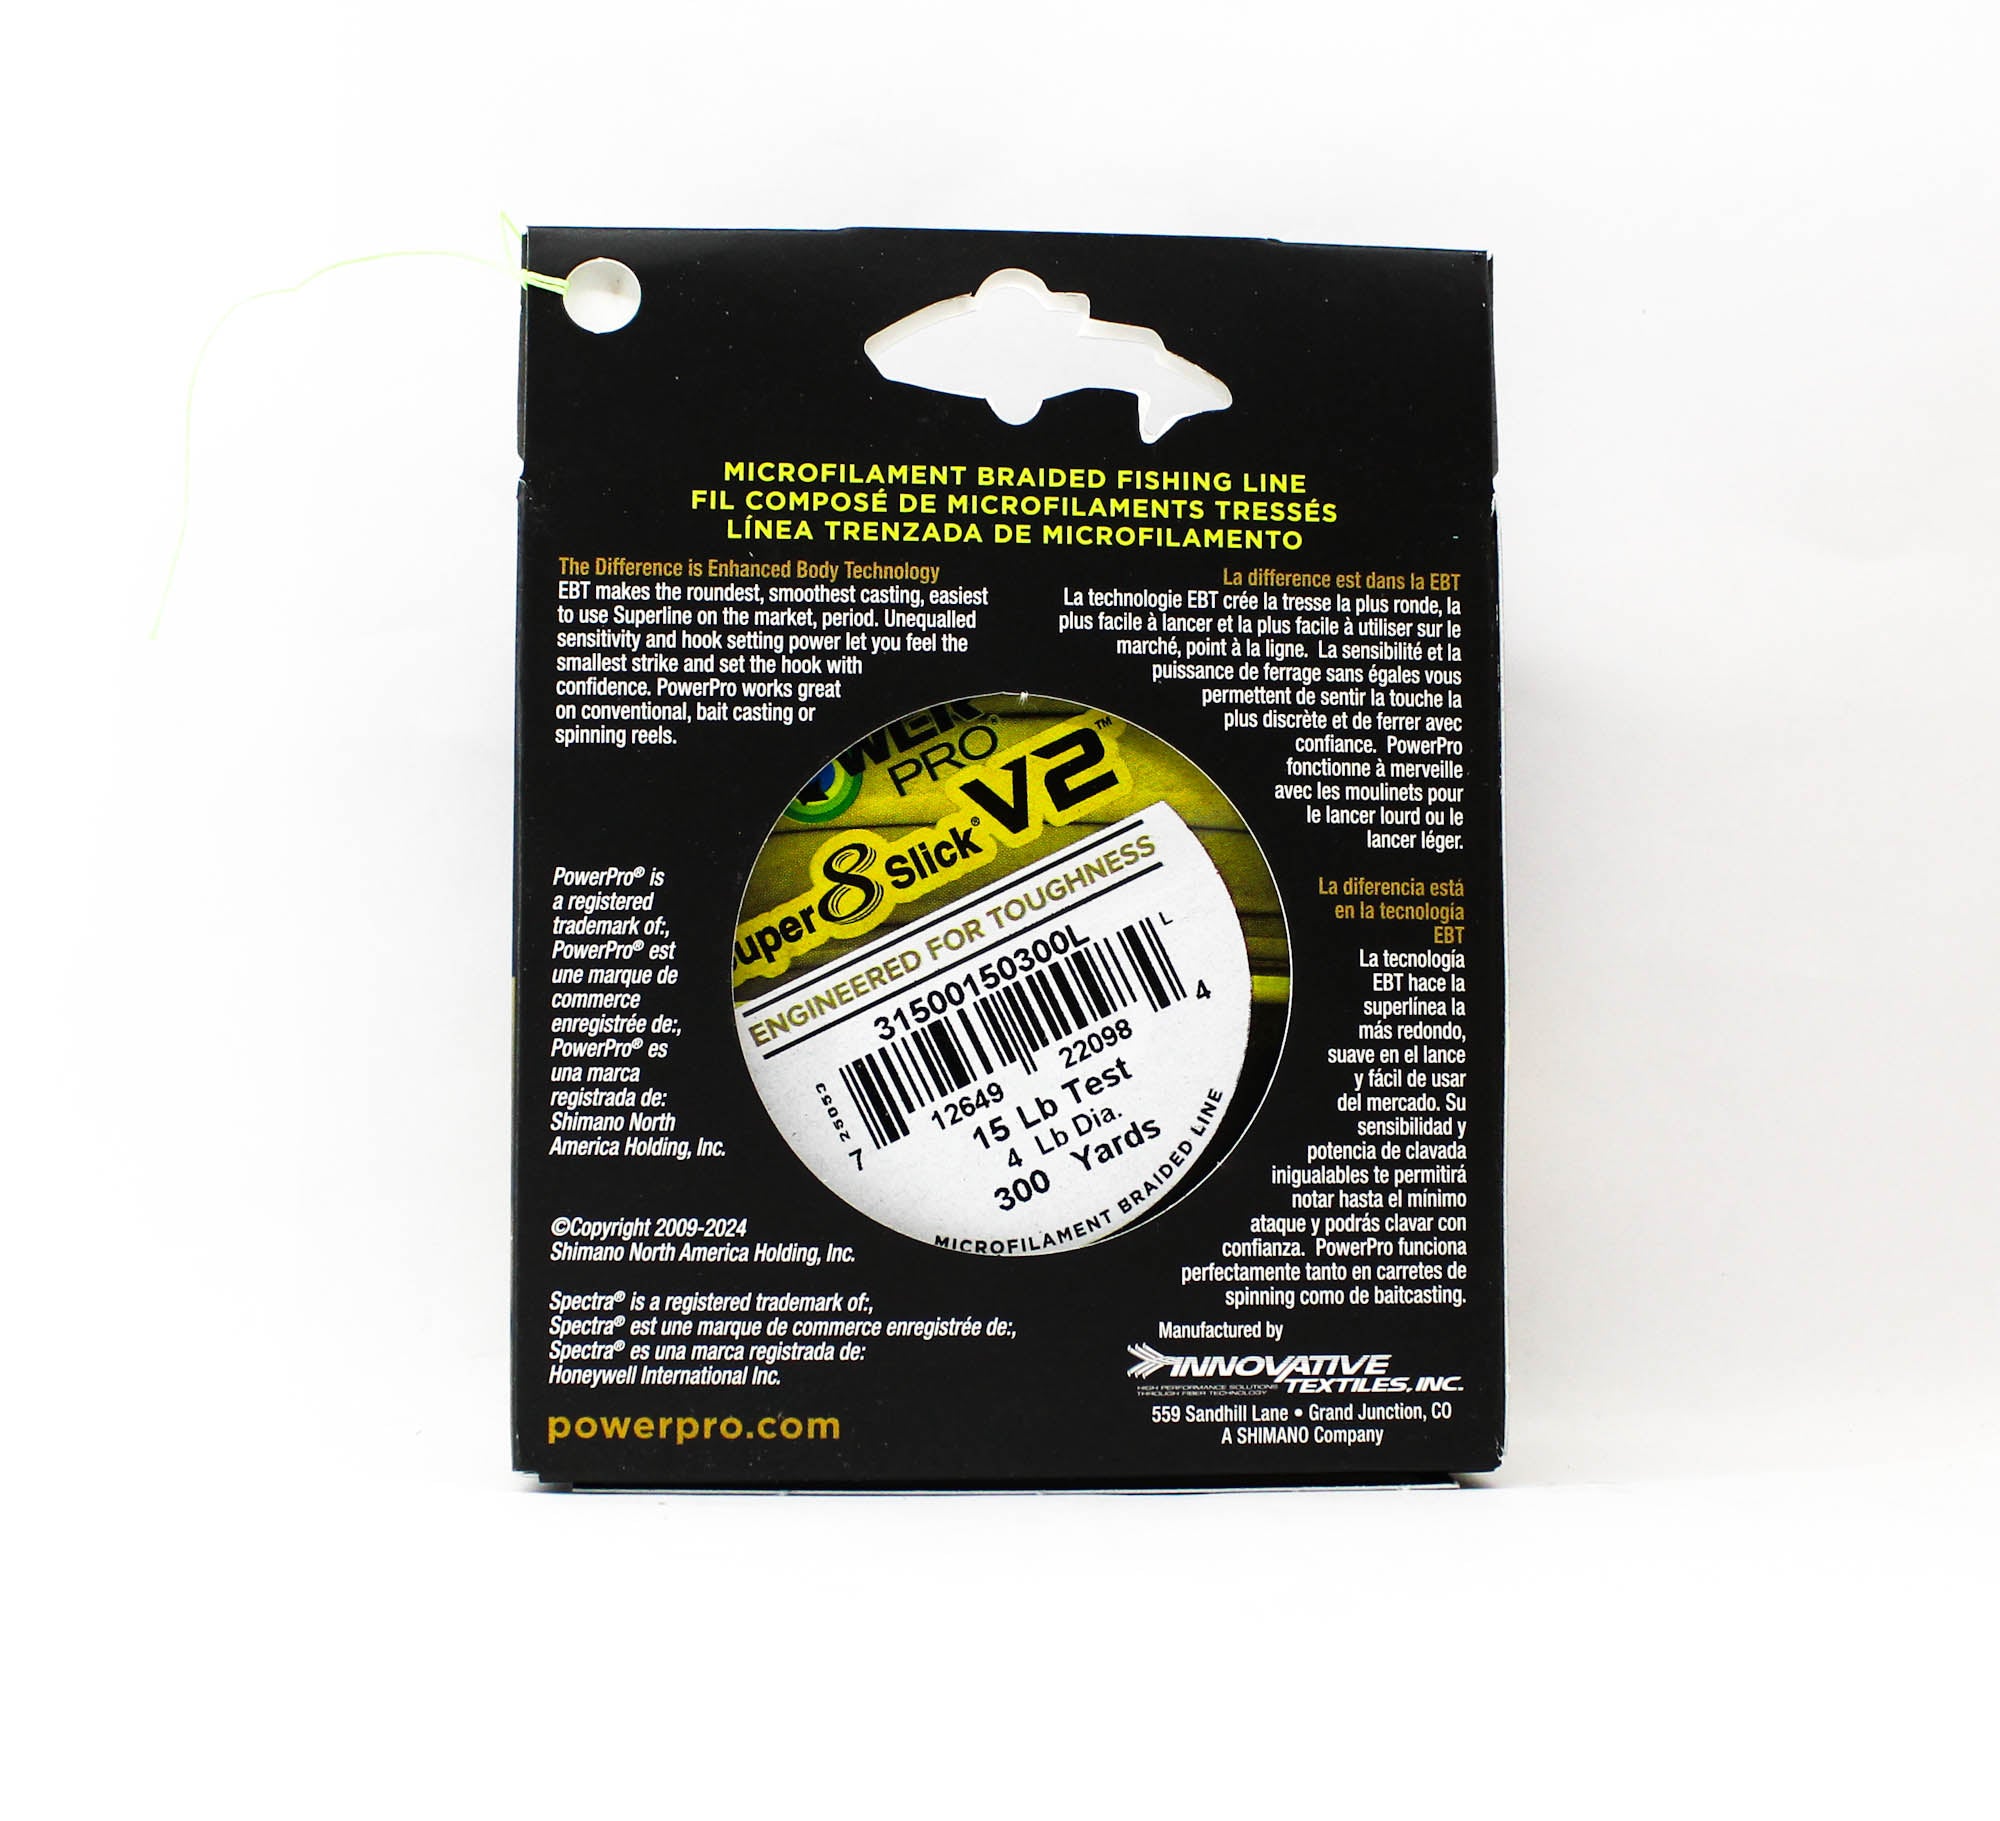 MICROFILAMENT BRAIDED FISHING LINE
FIL COMPOSÉ DE MICROFILAMENTS TRESSÉS
LÍNEA TRENZADA DE MICROFILAMENTO
The Difference is Enhanced Body Technology
EBT makes the roundest, smoothest casting, easiest
to use Superline on the market, period. Unequalled
sensitivity and hook setting power let you feel the
smallest strike and set the hook with
confidence. PowerPro works great
on conventional, bait casting or
spinning reels.
La difference est dans la EBT
La technologie EBT crée la tresse la plus ronde, la
plus facile à lancer et la plus facile à utiliser sur le
marché, point à la ligne. La sensibilité et la
puissance de ferrage sans égales vous
permettent de sentir la touche la
plus discrète et de ferrer avec
confiance. PowerPro
fonctionne à merveille
avec les moulinets pour
le lancer lourd ou le
lancer léger.
La diferencia está
en la tecnología
EBT
La tecnología
EBT hace la
superlínea la
más redondo,
suave en el lance
y fácil de usar
del mercado. Su
sensibilidad y
potencia de clavada
inigualables te permitirá
notar hasta el mínimo
ataque y podrás clavar con
confianza. PowerPro funciona
perfectamente tanto en carretes de
spinning como de baitcasting.
OWER
PRO®
uper 8 Slick® V2™
ENGINEERED FOR TOUGHNESS
31500150300L
L
25053
7 12649 22098 4
15 Lb Test
4 Lb Dia.
300 Yards
MICROFILAMENT BRAIDED LINE
PowerPro® is
a registered
trademark of:,
PowerPro® est
une marque de
commerce
enregistrée de:,
PowerPro® es
una marca
registrada de:
Shimano North
America Holding, Inc.
©Copyright 2009-2024
Shimano North America Holding, Inc.
Spectra® is a registered trademark of:,
Spectra® est une marque de commerce enregistrée de:,
Spectra® es una marca registrada de:
Honeywell International Inc.
powerpro.com
Manufactured by
INNOVATIVE
TEXTILES, INC.
HIGH PERFORMANCE SOLUTIONS
THROUGH FIBER TECHNOLOGY
559 Sandhill Lane • Grand Junction, CO
A SHIMANO Company